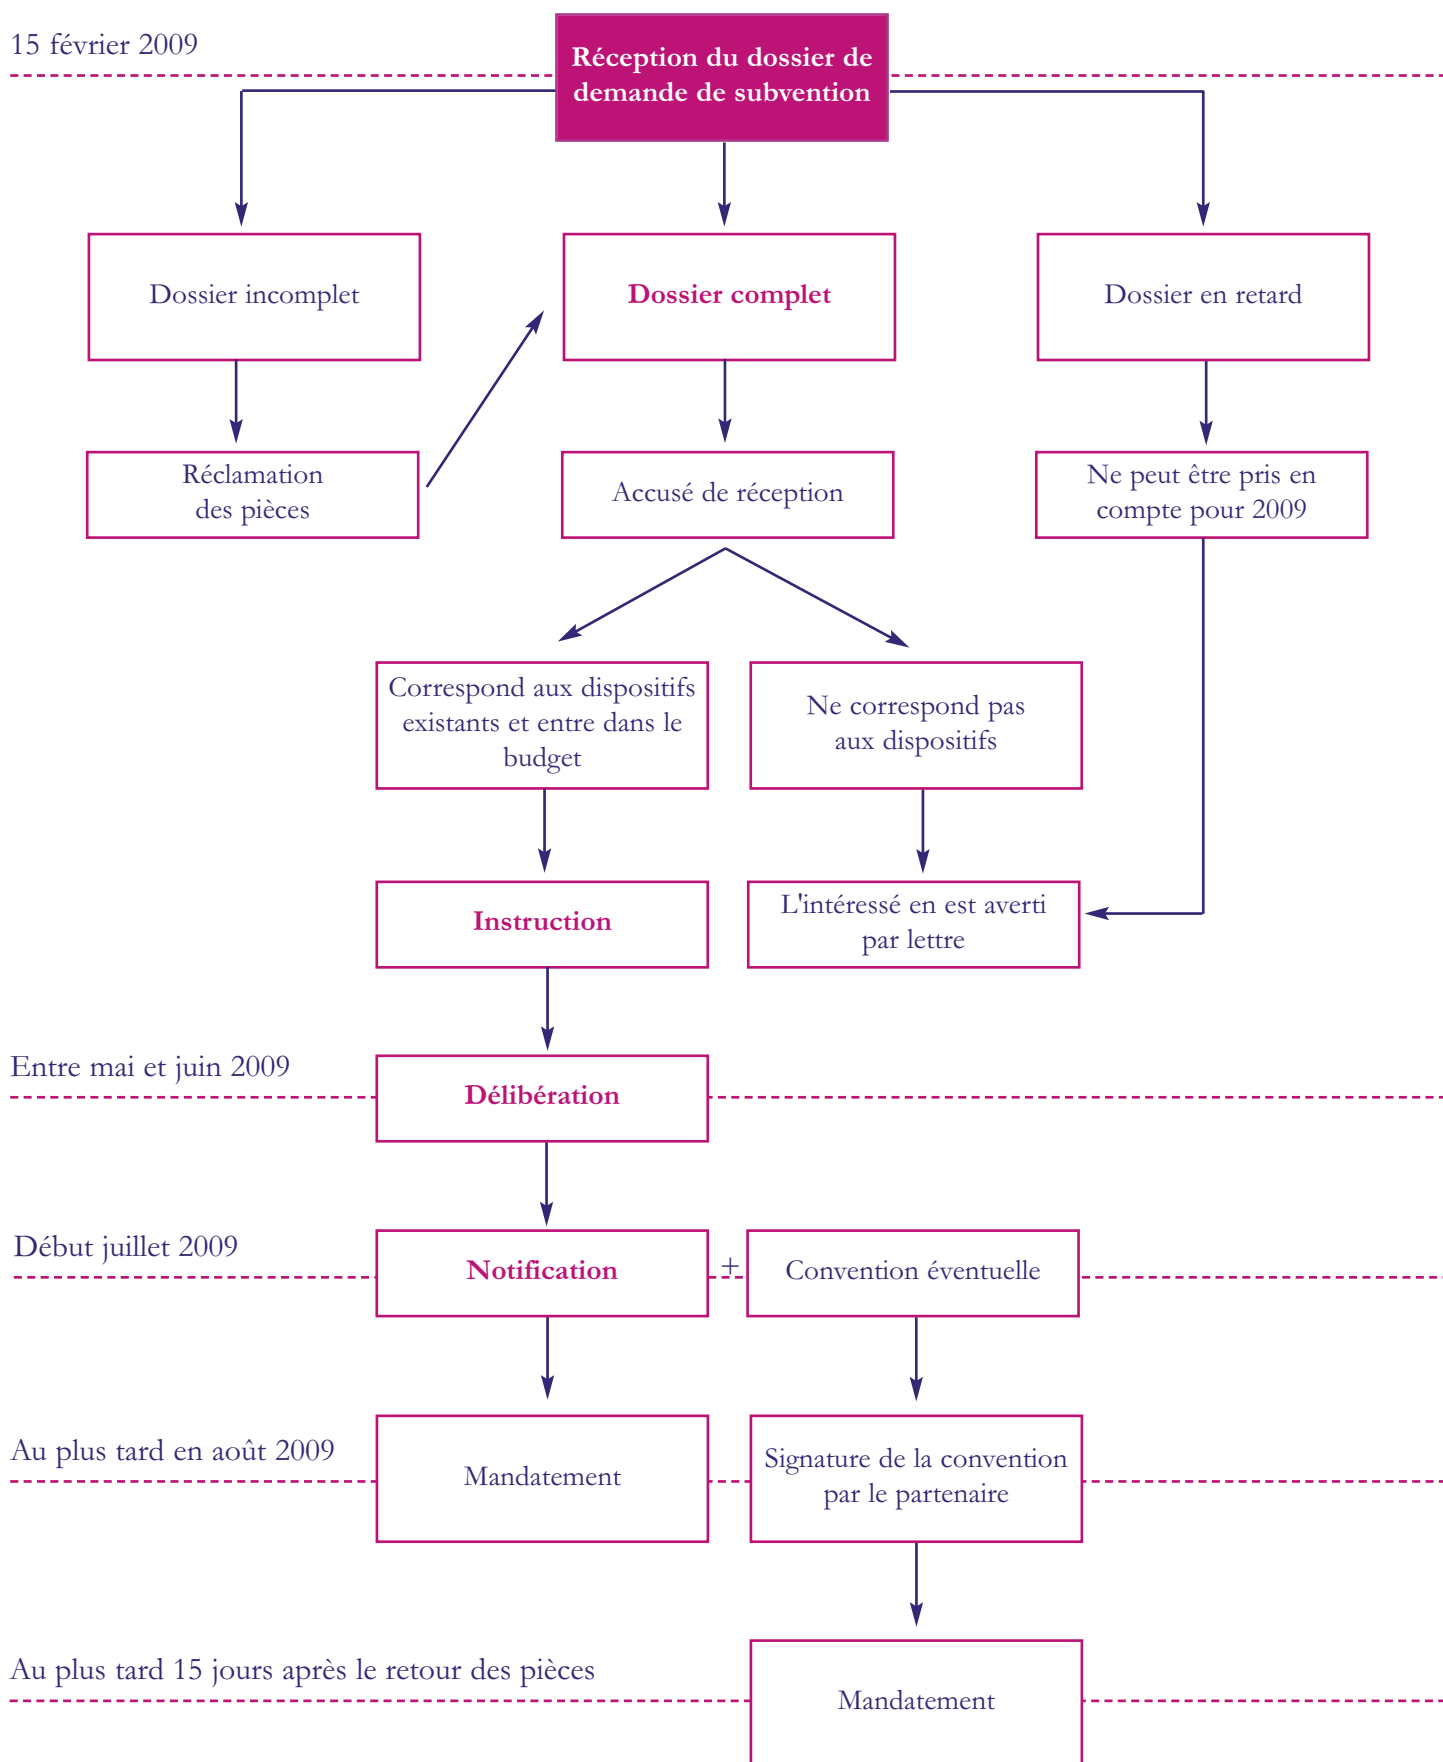 15 février 2009
Réception du dossier de
demande de subvention
Dossier incomplet
Dossier complet
Dossier en retard
Réclamation
des pièces
Accusé de réception
Ne peut être pris en
compte pour 2009
Correspond aux dispositifs
existants et entre dans le
budget
Ne correspond pas
aux dispositifs
Instruction
L'intéressé en est averti
par lettre
Entre mai et juin 2009
Délibération
Début juillet 2009
Notification
+
Convention éventuelle
Au plus tard en août 2009
Mandatement
Signature de la convention
par le partenaire
Au plus tard 15 jours après le retour des pièces
Mandatement